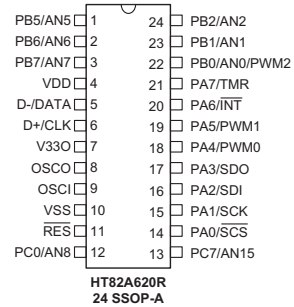 PB5/AN5 1 24 PB2/AN2
PB6/AN6 2 23 PB1/AN1
PB7/AN7 3 22 PB0/AN0/PWM2
VDD 4 21 PA7/TMR
D-/DATA 5 20 PA6/I̅N̅T̅
D+/CLK 6 19 PA5/PWM1
V33O 7 18 PA4/PWM0
OSCO 8 17 PA3/SDO
OSCI 9 16 PA2/SDI
VSS 10 15 PA1/SCK
R̅E̅S̅ 11 14 PA0/S̅C̅S̅
PC0/AN8 12 13 PC7/AN15
HT82A620R
24 SSOP-A